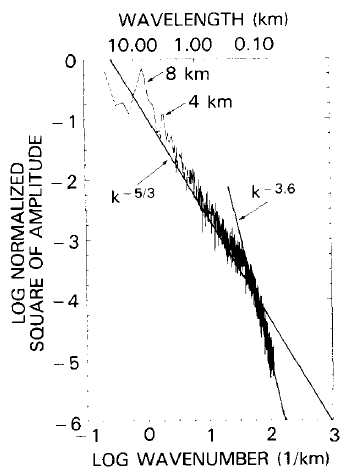 WAVELENGTH (km)
10.00 1.00 0.10
0
8 km
4 km
-1
-2
k-5/3
k-3.6
-3
-4
-5
-6
LOG NORMALIZED
SQUARE OF AMPLITUDE
-1 0 1 2 3
LOG WAVENUMBER (1/km)